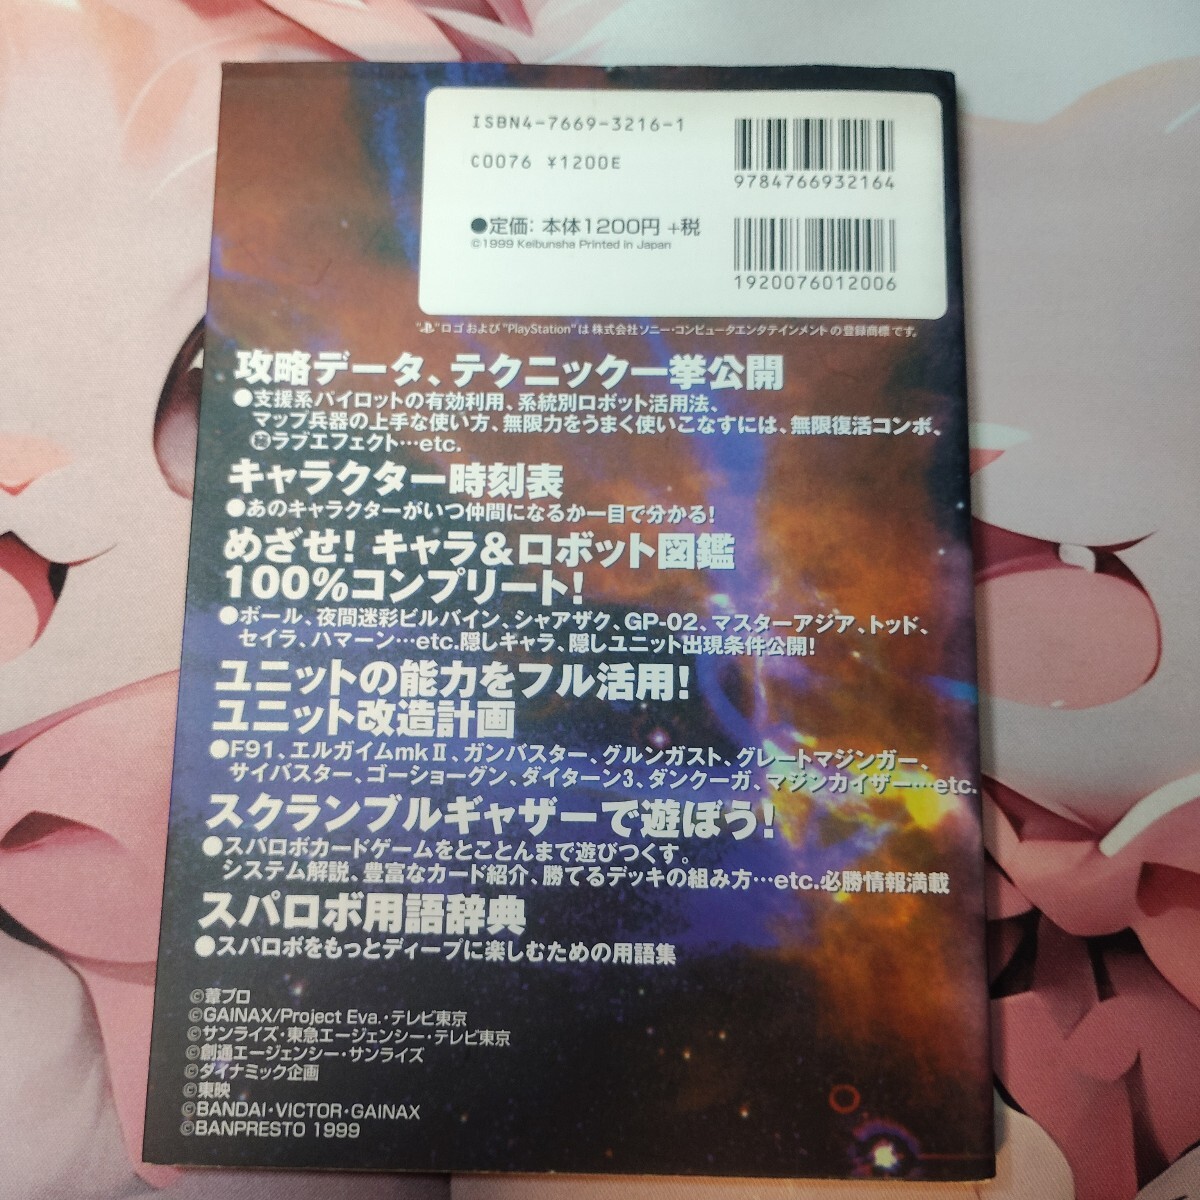 ISBN4-7669-3216-1
C0076 ¥1200E
9784766932164
●定価: 本体1200円 +税
©1999 Keibunsha Printed in Japan
1920076012006
"PS"ロゴおよび"PlayStation"は株式会社ソニー・コンピュータエンタテインメントの登録商標です。
攻略データ、テクニック一挙公開
●支援系パイロットの有効利用、系統別ロボット活用法、
マップ兵器の上手な使い方、無限力をうまく使いこなすには、無限復活コンボ、
㊙ラブエフェクト…etc.
キャラクター時刻表
●あのキャラクターがいつ仲間になるか一目で分かる!
めざせ! キャラ&ロボット図鑑
100%コンプリート!
●ボール、夜間迷彩ビルバイン、シャアザク、GP-02、マスターアジア、トッド、
セイラ、ハマーン…etc.隠しキャラ、隠しユニット出現条件公開!
ユニットの能力をフル活用!
ユニット改造計画
●F91、エルガイムmkⅡ、ガンバスター、グルンガスト、グレートマジンガー、
サイバスター、ゴーショーグン、ダイターン3、ダンクーガ、マジンカイザー…etc.
スクランブルギャザーで遊ぼう!
●スパロボカードゲームをとことんまで遊びつくす。
システム解説、豊富なカード紹介、勝てるデッキの組み方…etc.必勝情報満載
スパロボ用語辞典
●スパロボをもっとディープに楽しむための用語集
©葦プロ
©GAINAX/Project Eva.・テレビ東京
©サンライズ・東急エージェンシー・テレビ東京
©創通エージェンシー・サンライズ
©ダイナミック企画
©東映
©BANDAI・VICTOR・GAINAX
©BANPRESTO 1999